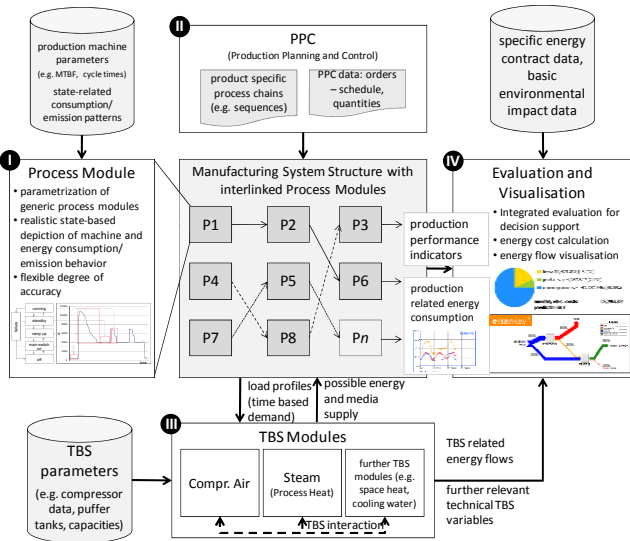 production machine
parameters
(e.g. MTBF, cycle times)
state-related
consumption/
emission patterns
II
PPC
(Production Planning and Control)
product specific
process chains
(e.g. sequences)
PPC data: orders
– schedule,
quantities
specific energy
contract data,
basic
environmental
impact data
I
Process Module
• parametrization of
generic process modules
• realistic state-based
depiction of machine and
energy consumption/
emission behavior
• flexible degree of
accuracy
Manufacturing System Structure with
interlinked Process Modules
P1
P2
P3
P4
P5
P6
P7
P8
Pn
production
performance
indicators
production
related energy
consumption
IV
Evaluation and
Visualisation
• Integrated evaluation for
decision support
• energy cost calculation
• energy flow visualisation
load profiles
(time based
demand)
possible energy
and media
supply
TBS
parameters
(e.g. compressor
data, puffer
tanks, capacities)
III
TBS Modules
Compr. Air
Steam
(Process Heat)
further TBS
modules (e.g.
space heat,
cooling water)
TBS interaction
TBS related
energy flows
further relevant
technical TBS
variables